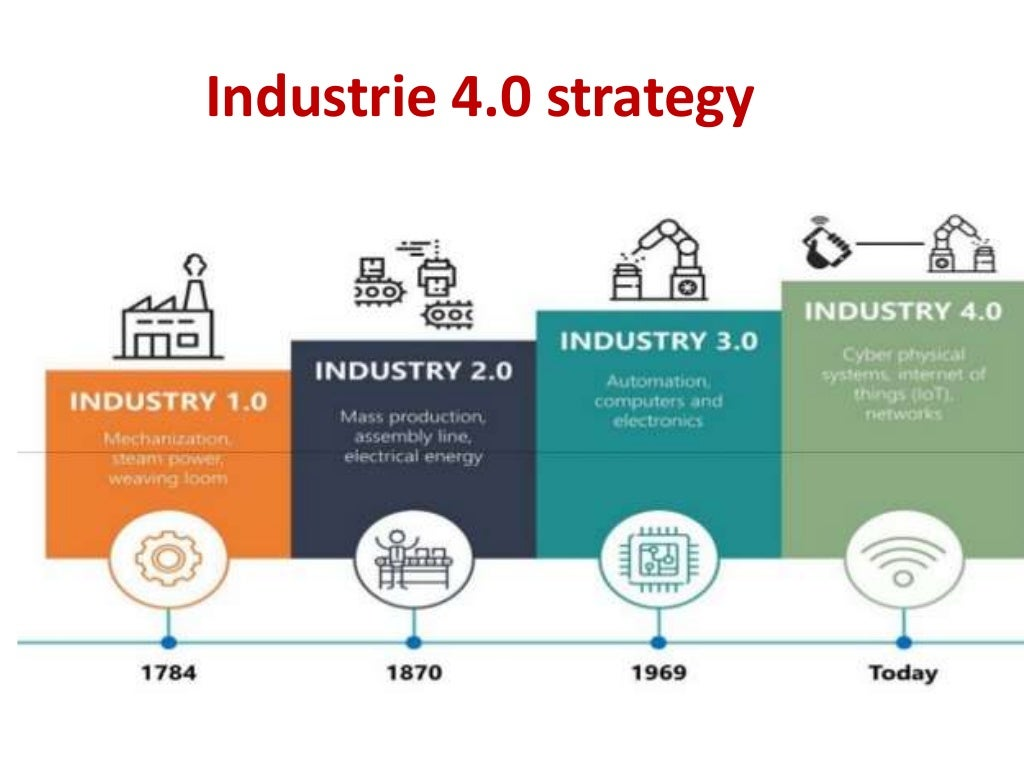 Industrie 4.0 strategy
INDUSTRY 1.0
Mechanization,
steam power,
weaving loom
1784
INDUSTRY 2.0
Mass production,
assembly line,
electrical energy
1870
INDUSTRY 3.0
Automation,
computers and
electronics
1969
INDUSTRY 4.0
Cyber physical
systems, internet of
things (IoT),
networks
Today